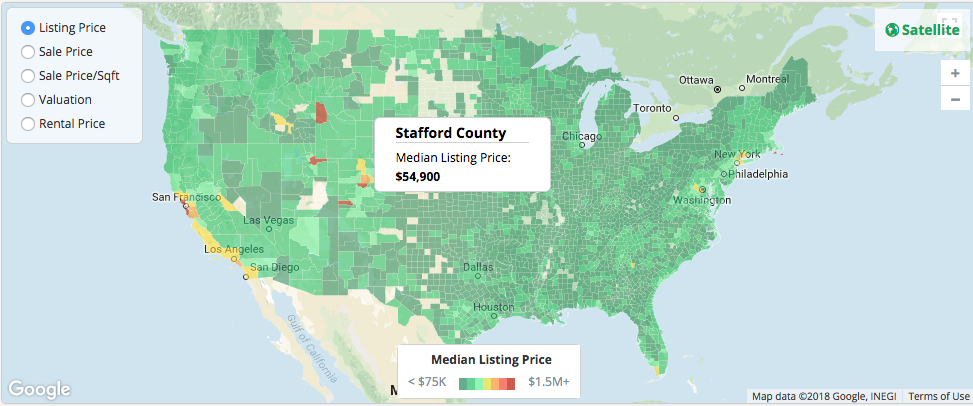 Listing Price
Sale Price
Sale Price/Sqft
Valuation
Rental Price
Satellite
Ottawa
Montreal
Toronto
Stafford County
Median Listing Price:
$54,900
Chicago
New York
Philadelphia
Washington
San Francisco
Las Vegas
Los Angeles
San Diego
Dallas
Houston
Gulf of California
Median Listing Price
< $75K
$1.5M+
M
Google
Map data ©2018 Google, INEGI
Terms of Use